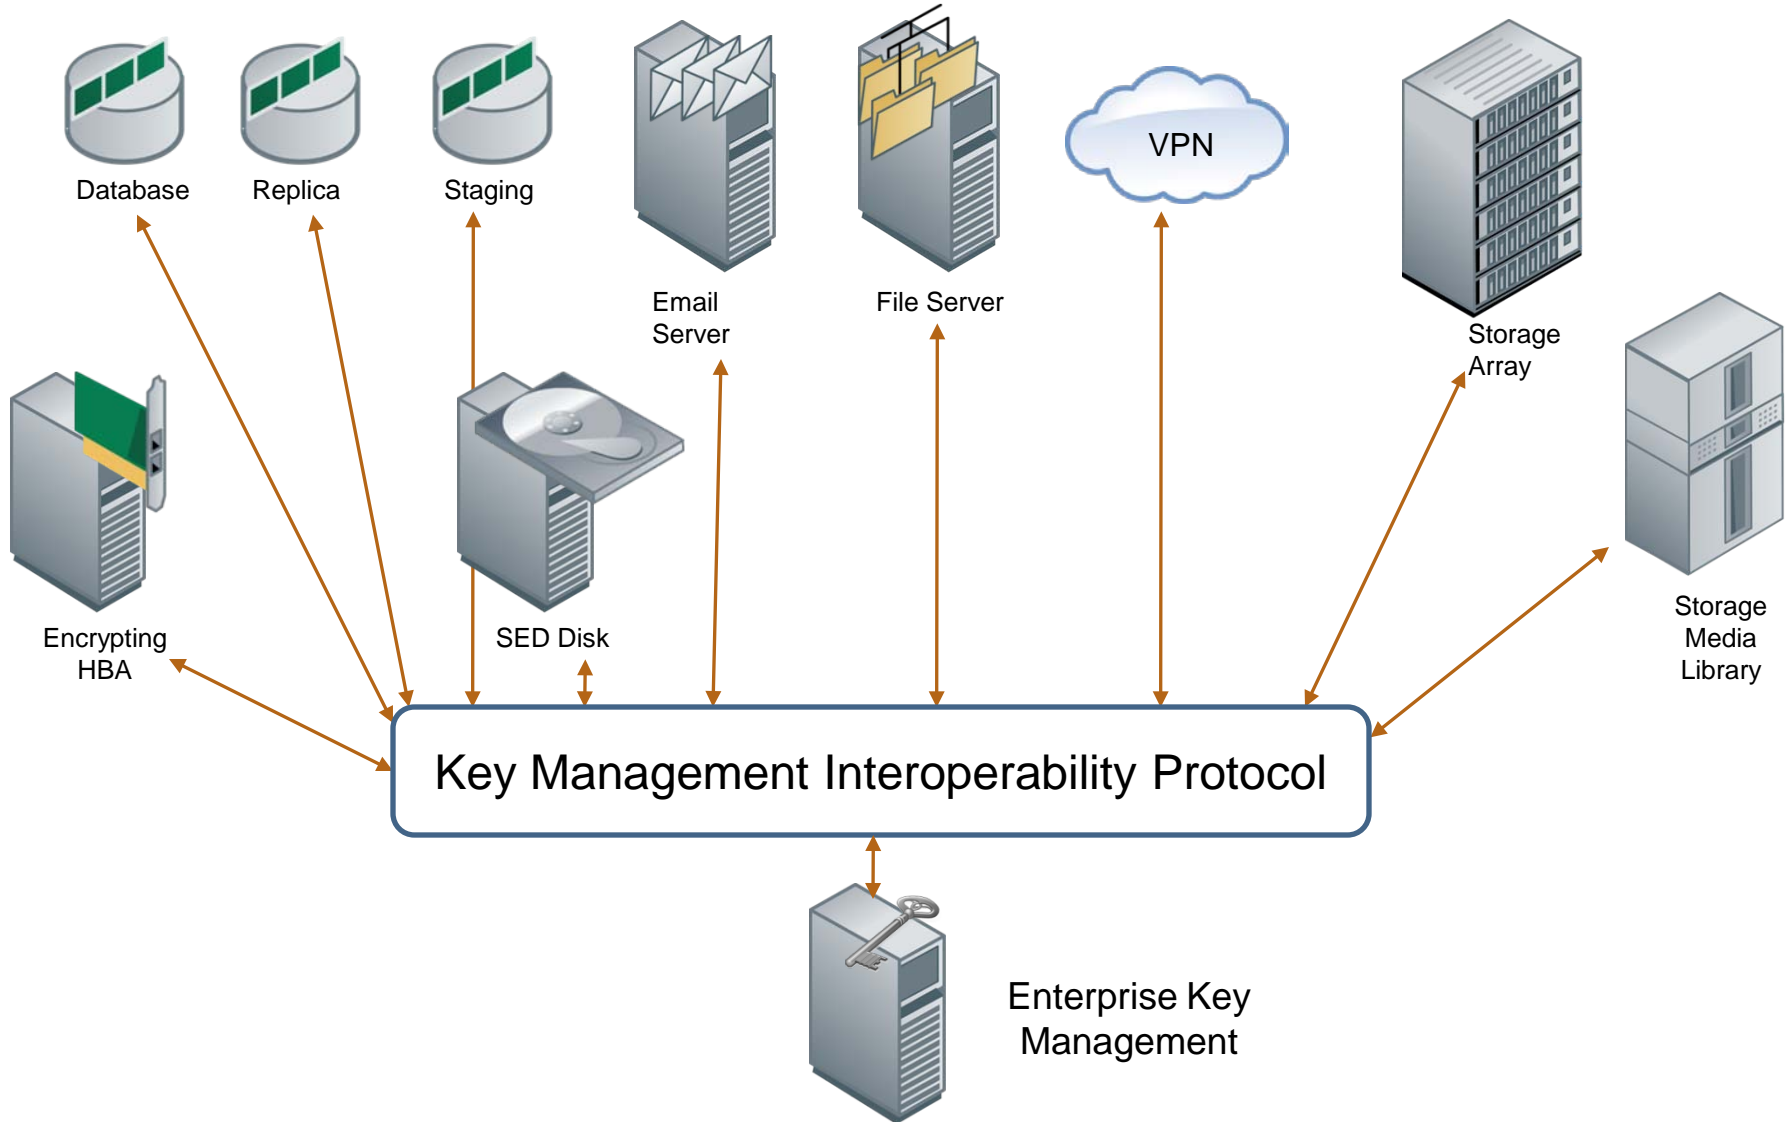 VPN
Database
Replica
Staging
Email
Server
File Server
Storage
Array
Storage
Media
Library
Encrypting
HBA
SED Disk
Key Management Interoperability Protocol
Enterprise Key
Management